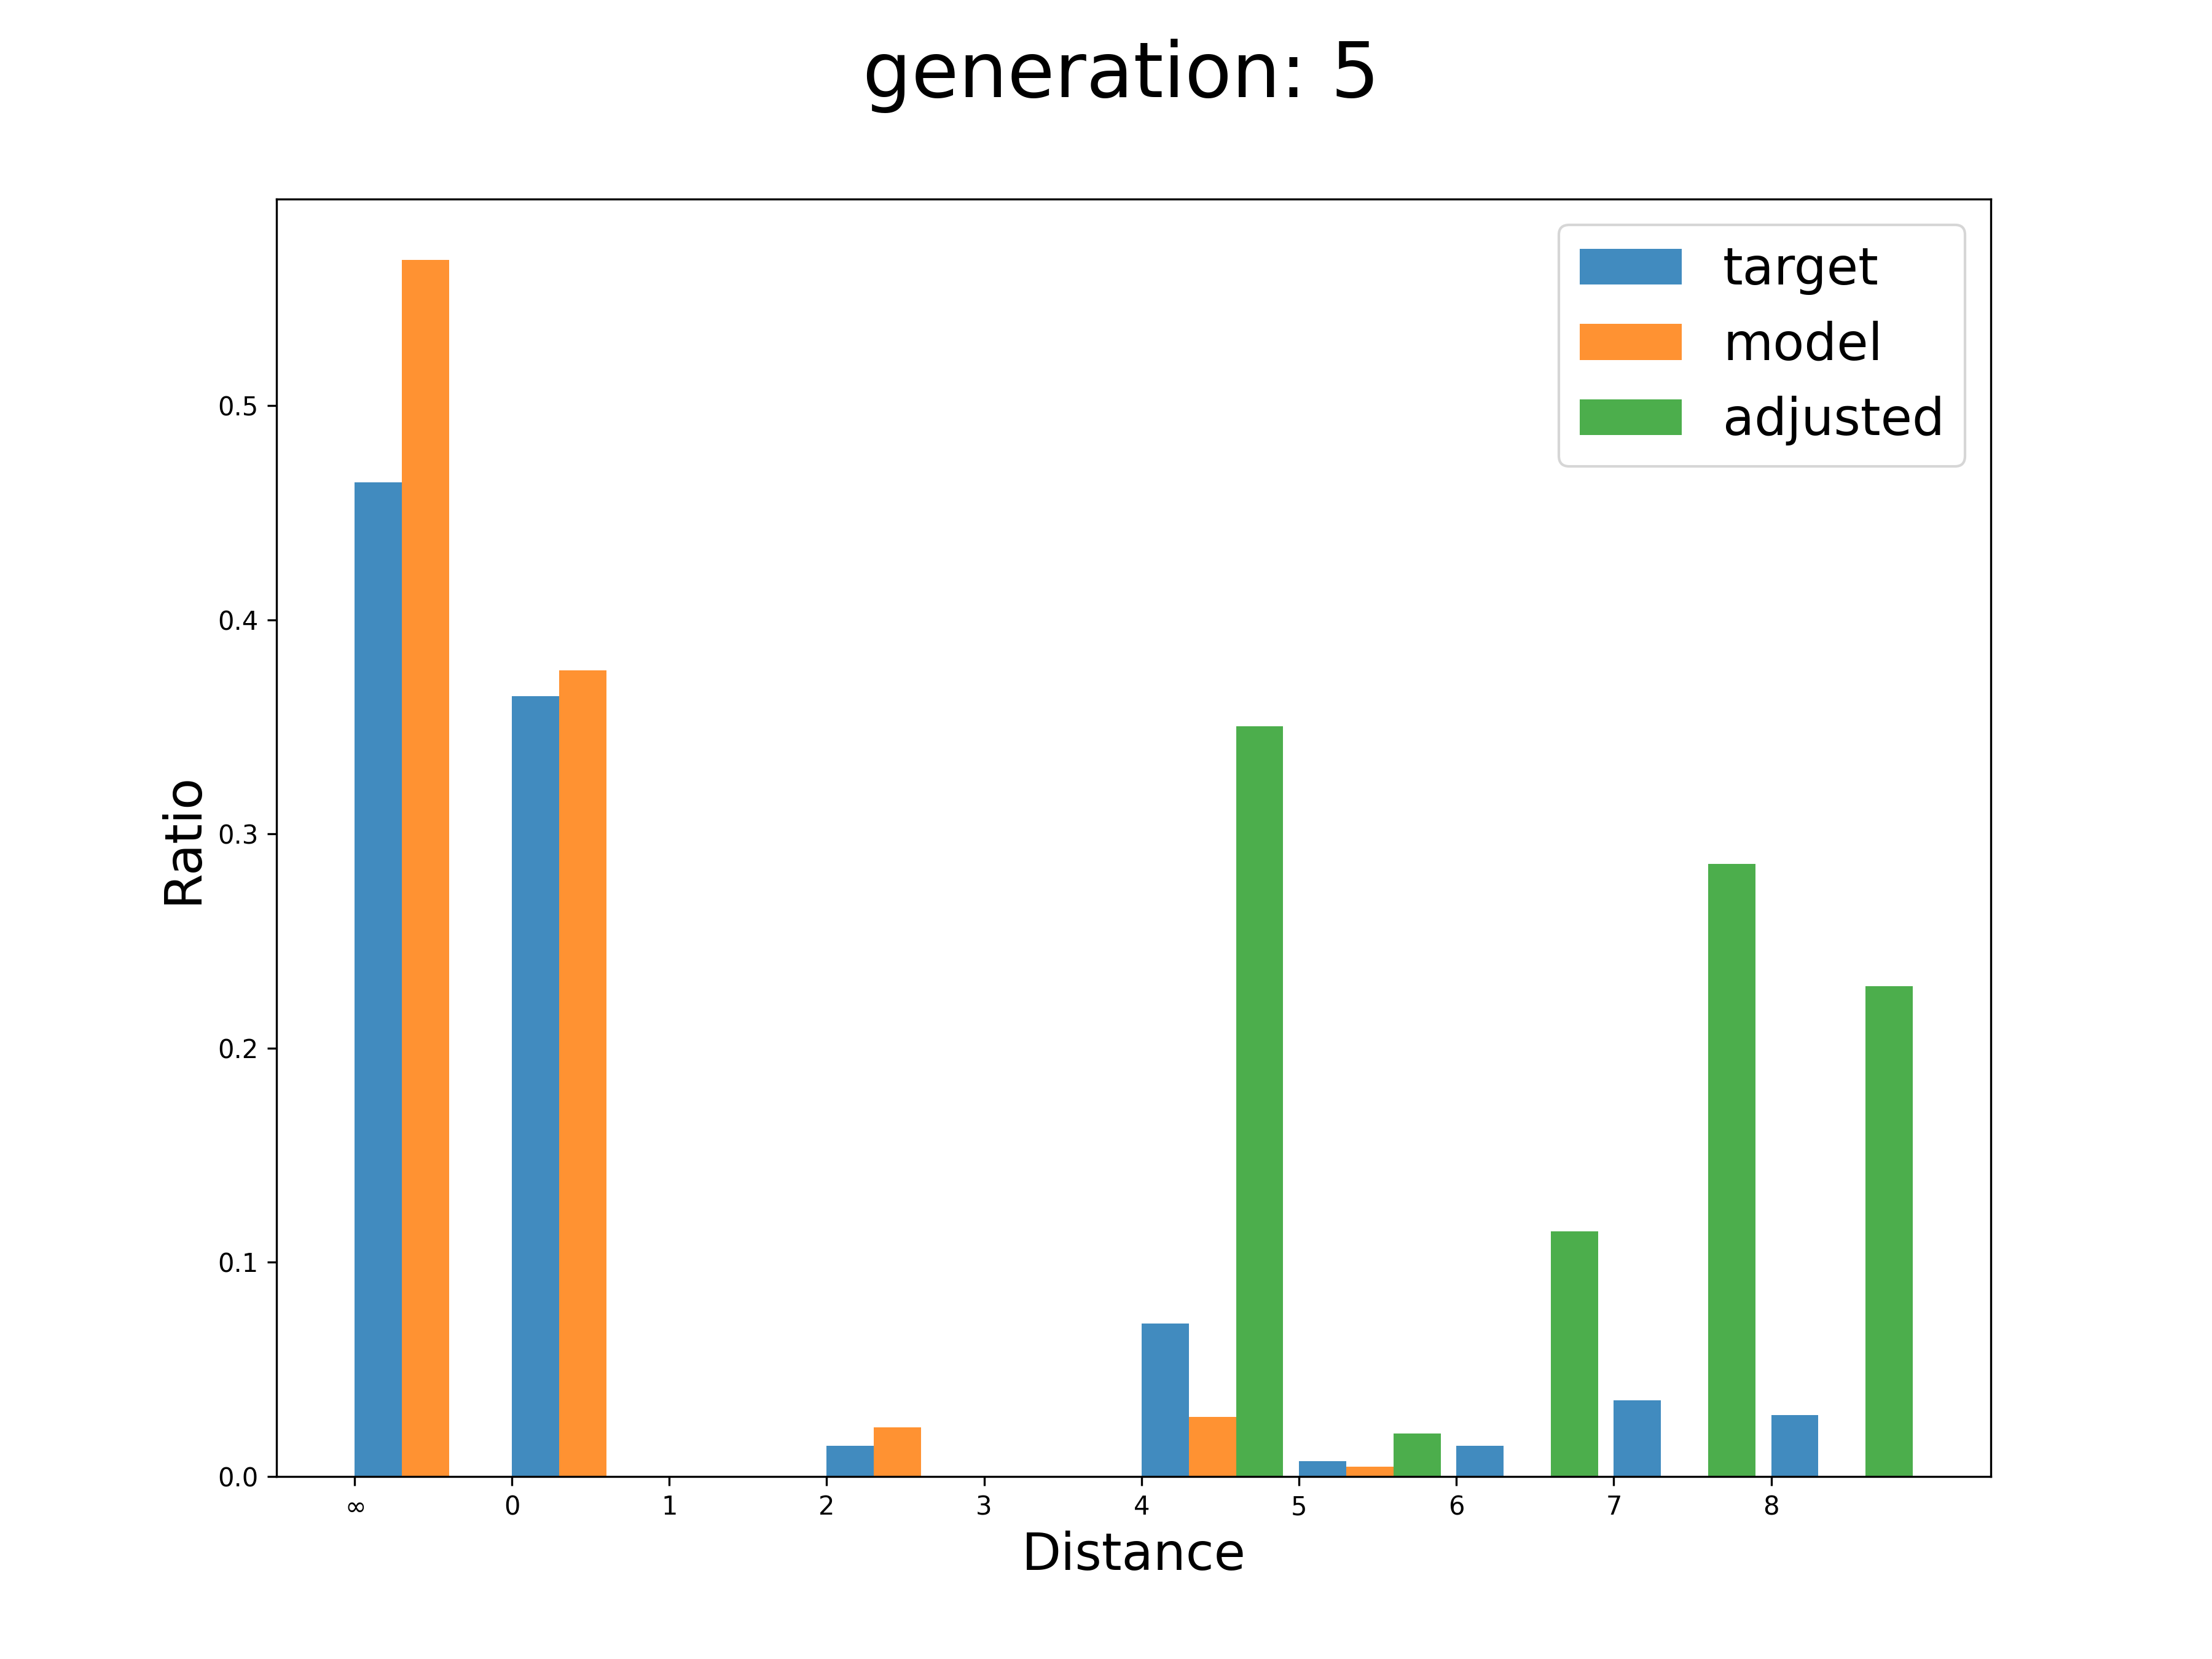 generation: 5
target
model
adjusted
Ratio
0.5
0.4
0.3
0.2
0.1
0.0
∞ 0 1 2 3 4 5 6 7 8
Distance